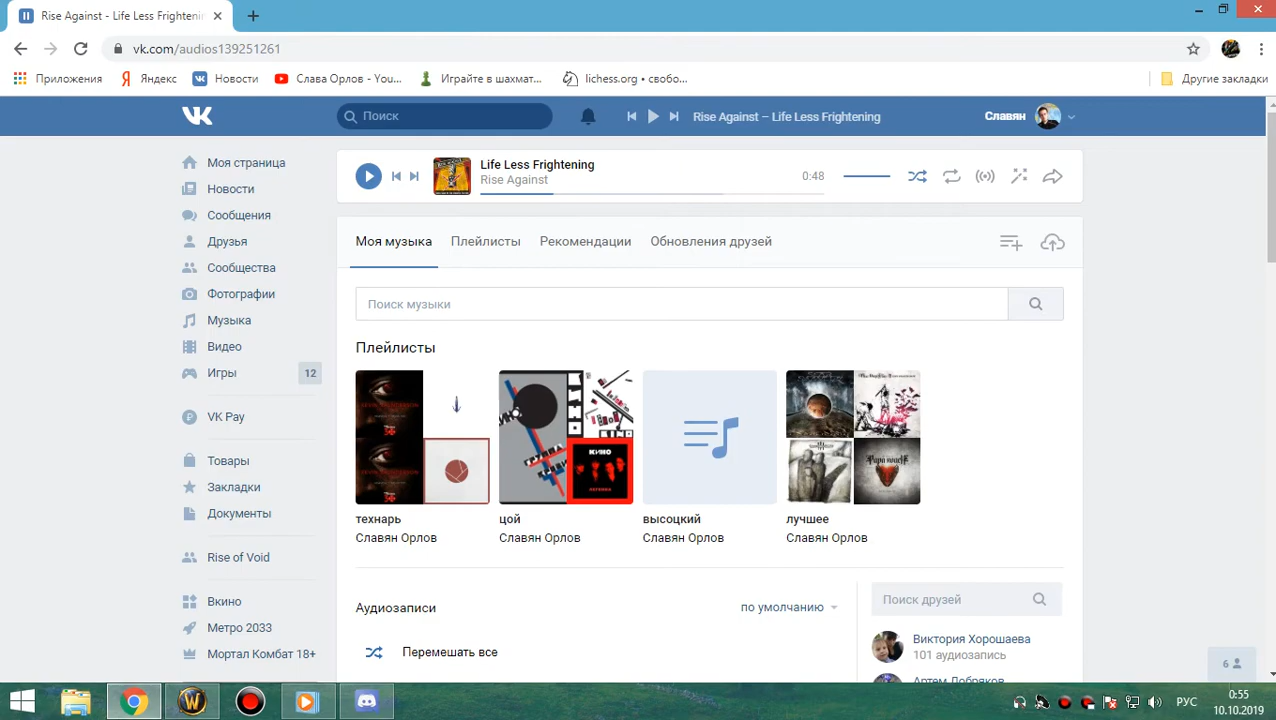 Rise Against - Life Less Frightenin
vk.com/audios139251261
Приложения
Яндекс
Новости
Слава Орлов - You...
Играйте в шахмат...
lichess.org • свобо...
Другие закладки
Поиск
Rise Against – Life Less Frightening
Славян
Life Less Frightening
Rise Against
0:48
Моя страница
Новости
Сообщения
Друзья
Сообщества
Фотографии
Музыка
Видео
Игры 12
VK Pay
Товары
Закладки
Документы
Rise of Void
Вкино
Метро 2033
Мортал Комбат 18+
Моя музыка Плейлисты Рекомендации Обновления друзей
Поиск музыки
Плейлисты
КИНО
технарь
Славян Орлов
цой
Славян Орлов
высоцкий
Славян Орлов
лучшее
Славян Орлов
Аудиозаписи
по умолчанию
Перемешать все
Поиск друзей
Виктория Хорошаева
101 аудиозапись
Артем Добряков
6
РУС
0:55
10.10.2019